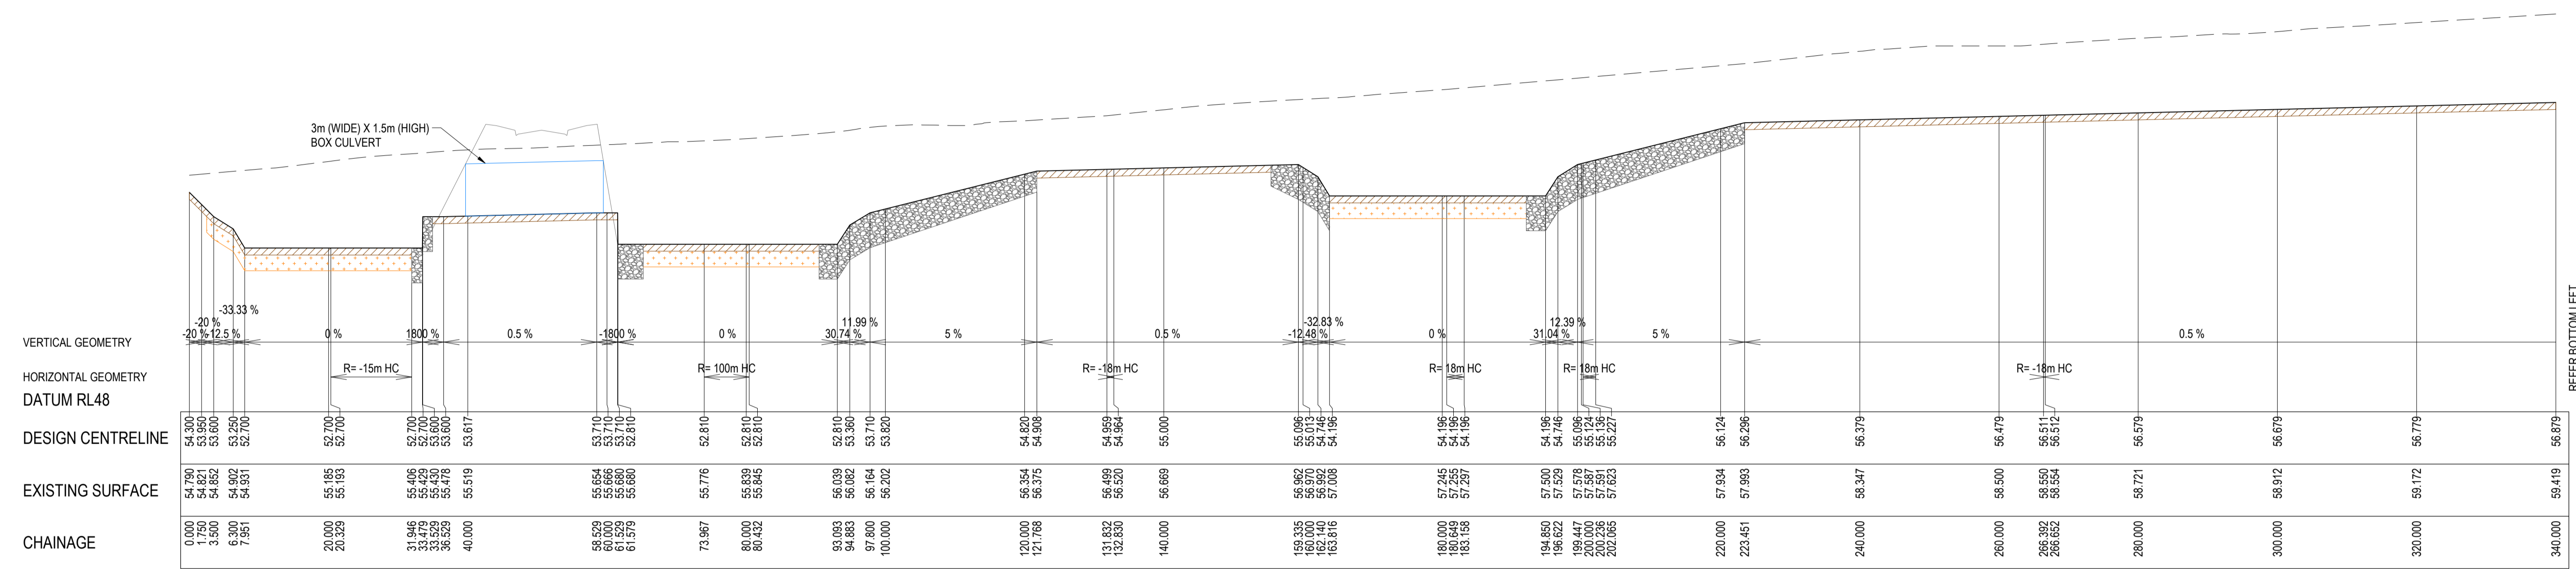 3m (WIDE) X 1.5m (HIGH)
BOX CULVERT
VERTICAL GEOMETRY
-20 % -20 % -12.5 % -33.33 % 0 % 1800 % 0.5 % -1800 % 0 % 30.74 % 11.99 % 5 % 0.5 % -12.48 % -32.83 % 0 % 31.04 % 12.39 % 5 % 0.5 %
HORIZONTAL GEOMETRY
R= -15m HC R= 100m HC R= -18m HC R= 18m HC R= 18m HC R= -18m HC
DATUM RL48
DESIGN CENTRELINE
54.300 53.950 53.600 53.250 52.700 52.700 52.700 52.700 52.700 53.600 53.600 53.617 53.710 53.710 53.710 52.810 52.810 52.810 52.810 52.810 53.360 53.710 53.820 54.820 54.908 54.959 54.964 55.000 55.096 55.013 54.746 54.196 54.196 54.196 54.196 54.196 54.746 55.096 55.124 55.136 55.227 56.124 56.296 56.379 56.479 56.511 56.512 56.579 56.679 56.779 56.879
EXISTING SURFACE
54.790 54.821 54.852 54.902 54.931 55.185 55.193 55.406 55.429 55.430 55.478 55.519 55.654 55.666 55.680 55.680 55.776 55.839 55.845 56.039 56.082 56.164 56.202 56.354 56.375 56.499 56.520 56.669 56.962 56.970 56.992 57.008 57.245 57.255 57.297 57.500 57.529 57.578 57.587 57.591 57.623 57.934 57.993 58.347 58.500 58.550 58.554 58.721 58.912 59.172 59.419
CHAINAGE
0.000 1.750 3.500 6.300 7.951 20.000 20.329 31.946 33.479 33.529 36.529 40.000 58.529 60.000 61.529 61.579 73.967 80.000 80.432 93.093 94.883 97.800 100.000 120.000 121.768 131.832 132.830 140.000 159.335 160.000 162.140 163.816 180.000 180.649 183.158 194.850 196.622 199.447 200.000 200.236 202.065 220.000 223.451 240.000 260.000 266.392 266.652 280.000 300.000 320.000 340.000
REFER BOTTOM LEFT